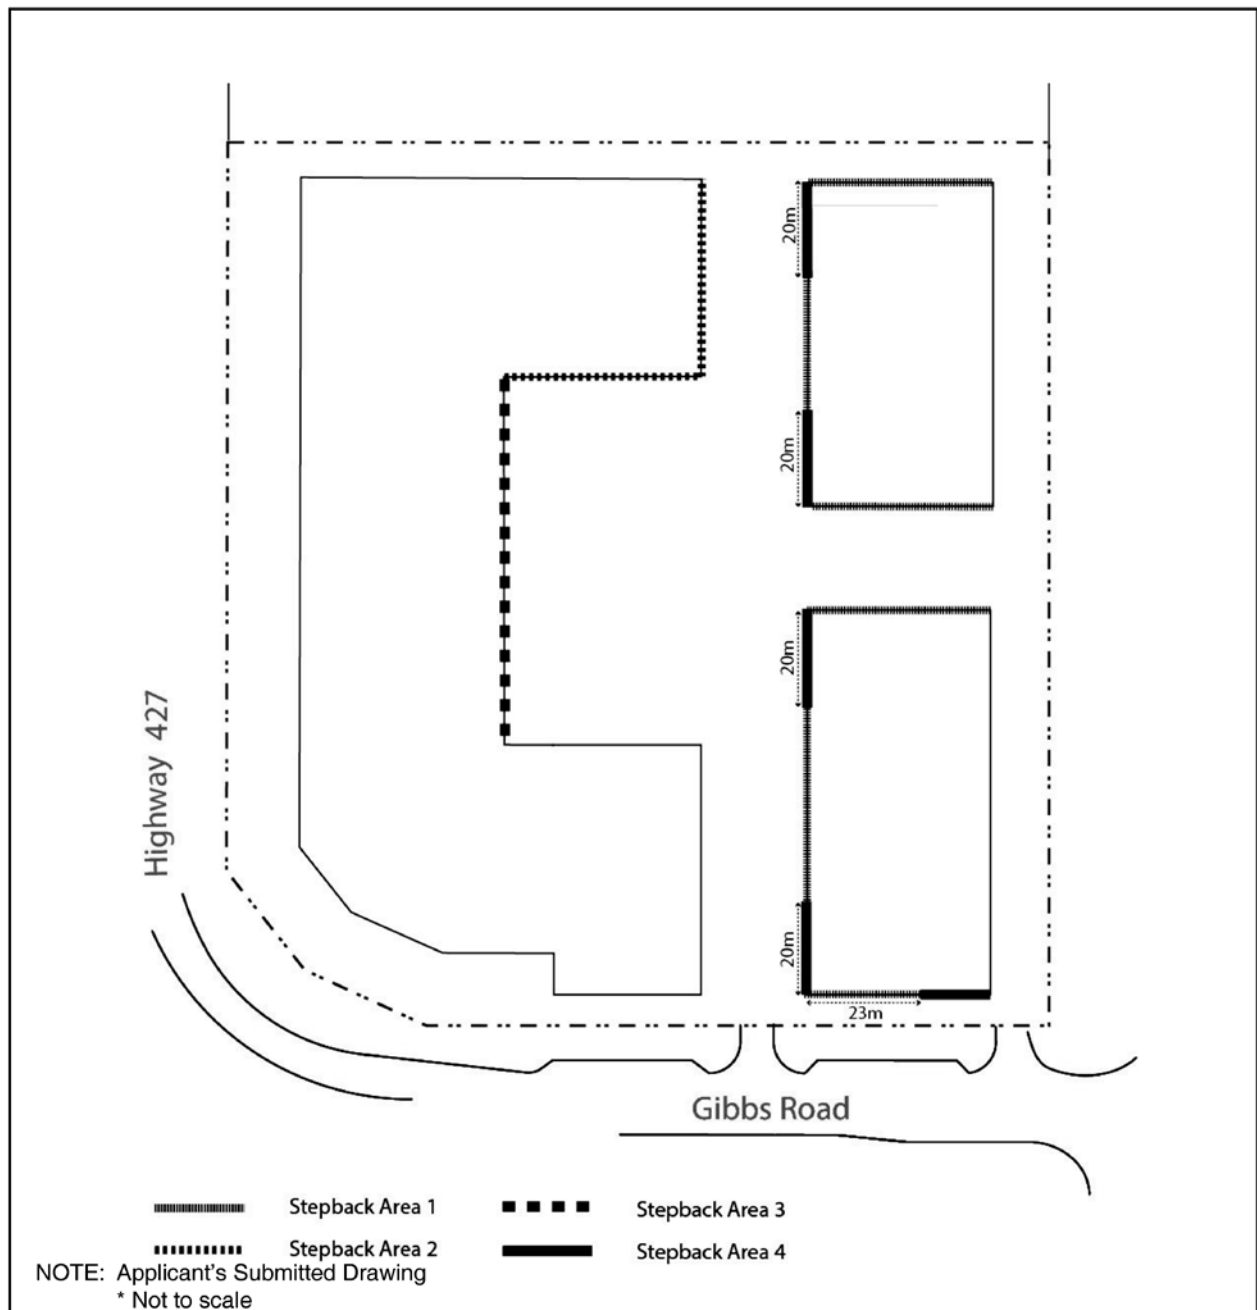 20m
20m
20m
Highway 427
20m
23m
Gibbs Road
Stepback Area 1
Stepback Area 3
Stepback Area 2
Stepback Area 4
NOTE: Applicant's Submitted Drawing
* Not to scale